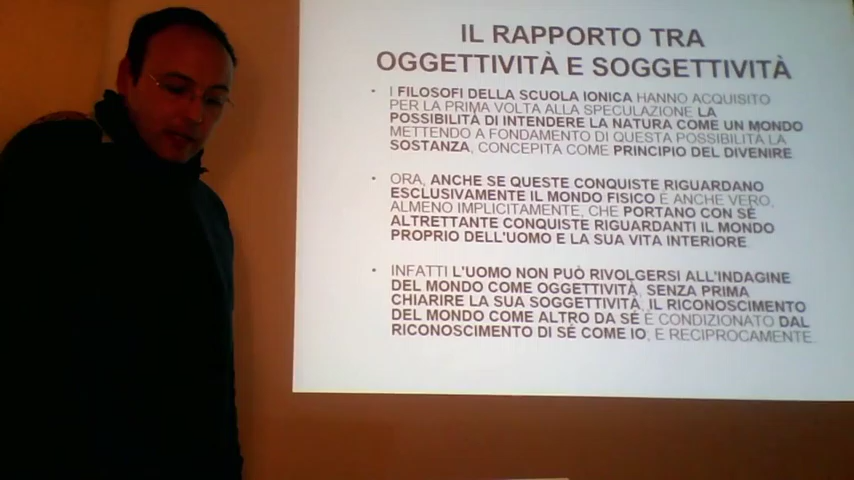 IL RAPPORTO TRA
OGGETTIVITÀ E SOGGETTIVITÀ
• I FILOSOFI DELLA SCUOLA IONICA HANNO ACQUISITO
PER LA PRIMA VOLTA ALLA SPECULAZIONE LA
POSSIBILITÀ DI INTENDERE LA NATURA COME UN MONDO
METTENDO A FONDAMENTO DI QUESTA POSSIBILITÀ LA
SOSTANZA, CONCEPITA COME PRINCIPIO DEL DIVENIRE
• ORA, ANCHE SE QUESTE CONQUISTE RIGUARDANO
ESCLUSIVAMENTE IL MONDO FISICO È ANCHE VERO,
ALMENO IMPLICITAMENTE, CHE PORTANO CON SÉ
ALTRETTANTE CONQUISTE RIGUARDANTI IL MONDO
PROPRIO DELL'UOMO E LA SUA VITA INTERIORE
• INFATTI L'UOMO NON PUÒ RIVOLGERSI ALL'INDAGINE
DEL MONDO COME OGGETTIVITÀ, SENZA PRIMA
CHIARIRE LA SUA SOGGETTIVITÀ, IL RICONOSCIMENTO
DEL MONDO COME ALTRO DA SÉ È CONDIZIONATO DAL
RICONOSCIMENTO DI SÉ COME IO, E RECIPROCAMENTE.